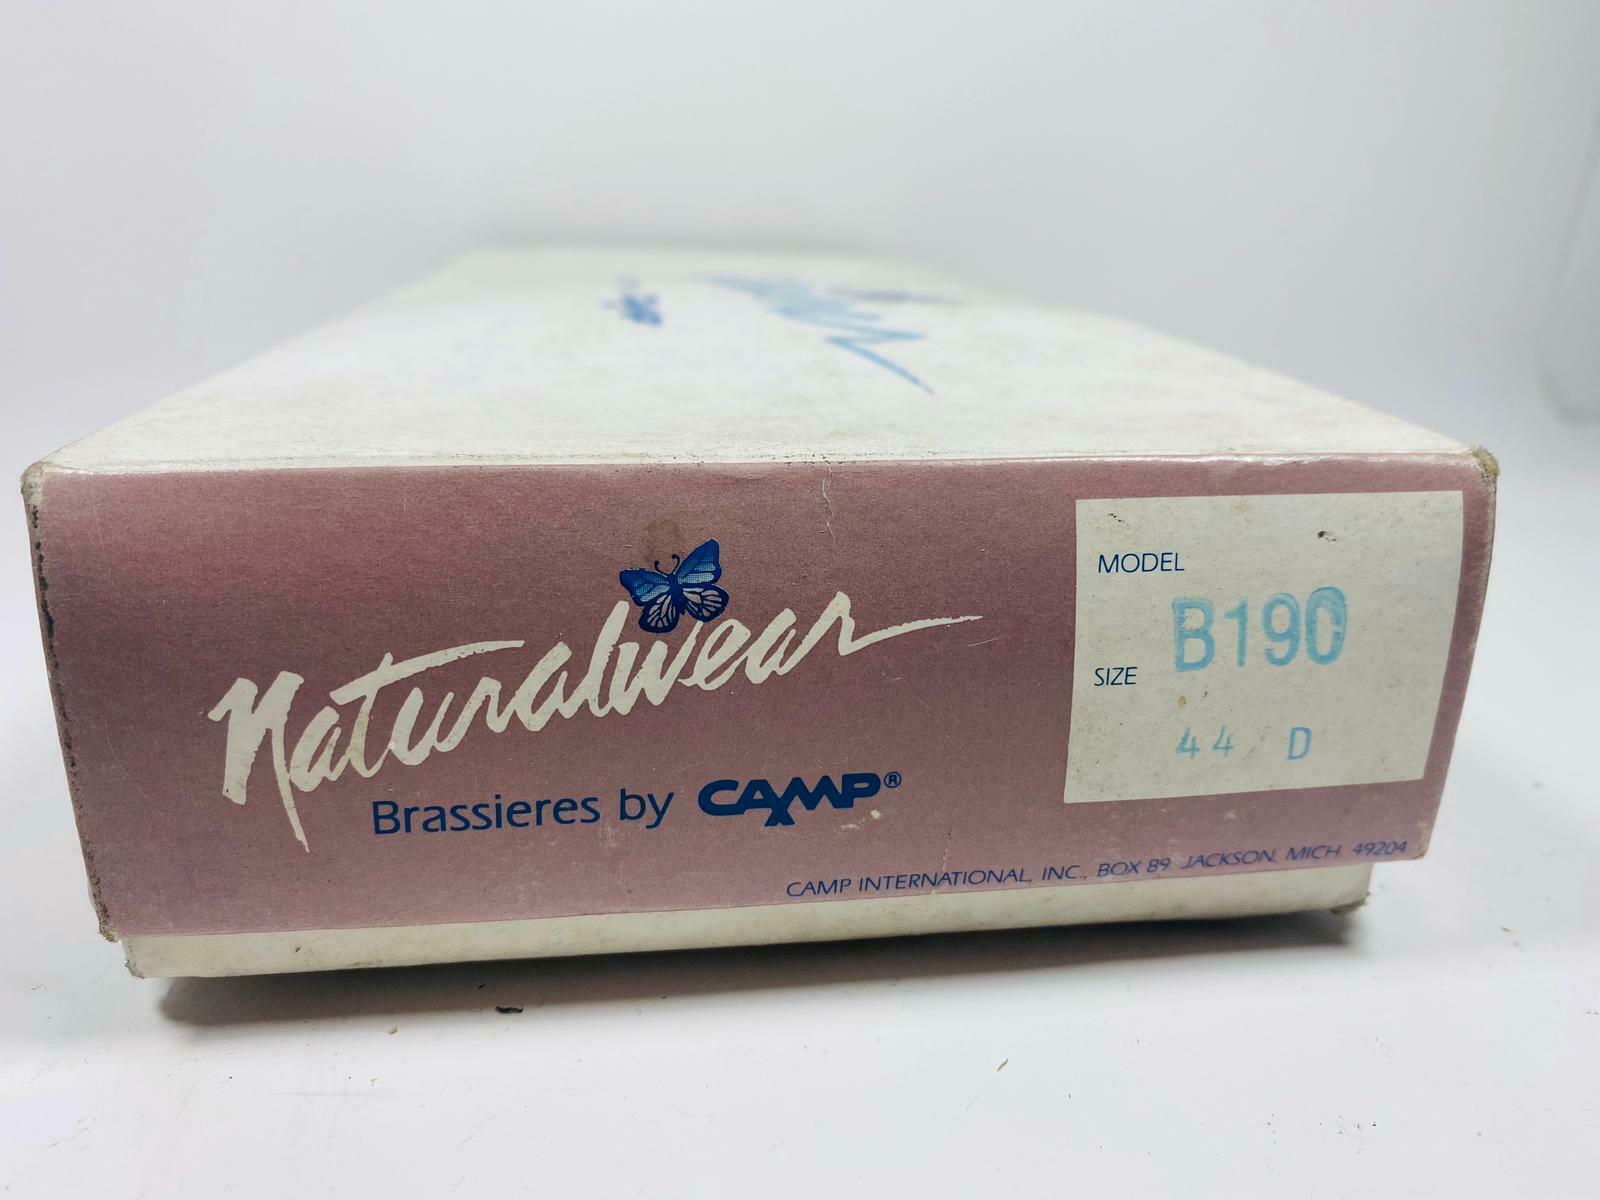 Naturalwear
Brassieres by CAMP®
MODEL
B190
SIZE
44 D
CAMP INTERNATIONAL, INC., BOX 89, JACKSON, MICH. 49204